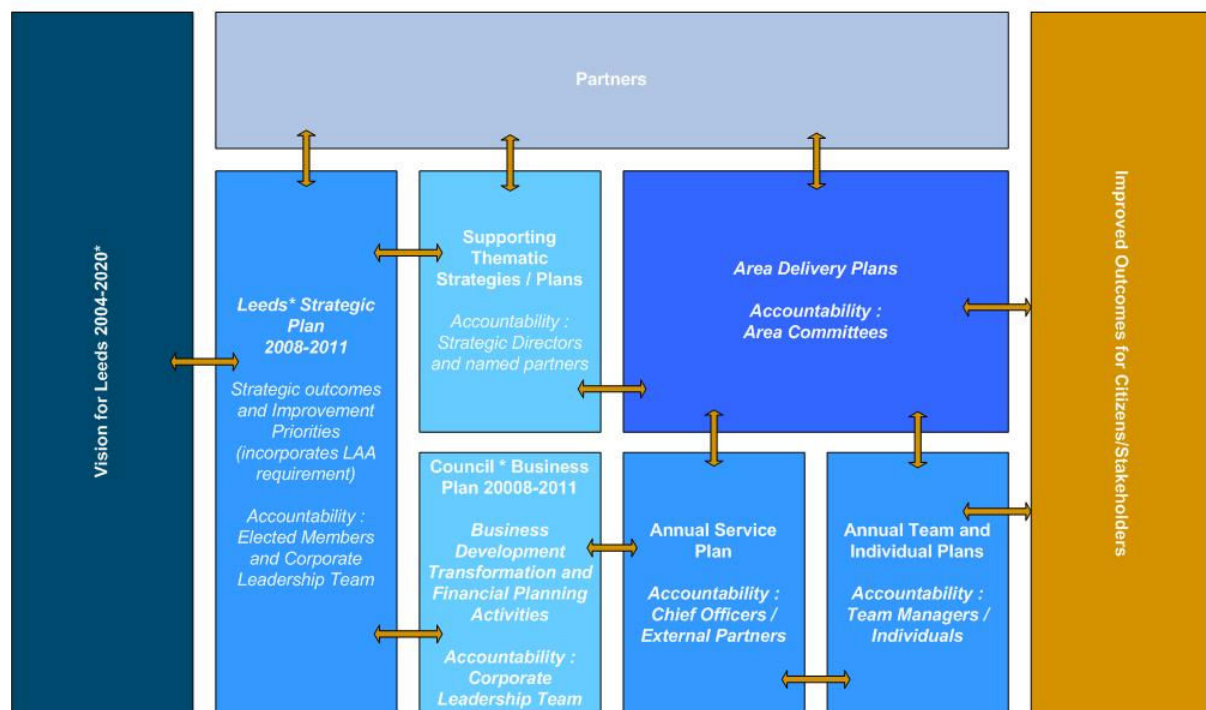 Vision for Leeds 2004-2020*
Partners
Leeds* Strategic
Plan
2008-2011
Strategic outcomes
and Improvement
Priorities
(incorporates LAA
requirement)
Accountability :
Elected Members
and Corporate
Leadership Team
Supporting
Thematic
Strategies / Plans
Accountability :
Strategic Directors
and named partners
Area Delivery Plans
Accountability :
Area Committees
Council * Business
Plan 20008-2011
Business
Development
Transformation and
Financial Planning
Activities
Accountability :
Corporate
Leadership Team
Annual Service
Plan
Accountability :
Chief Officers /
External Partners
Annual Team and
Individual Plans
Accountability :
Team Managers /
Individuals
Improved Outcomes for Citizens/Stakeholders